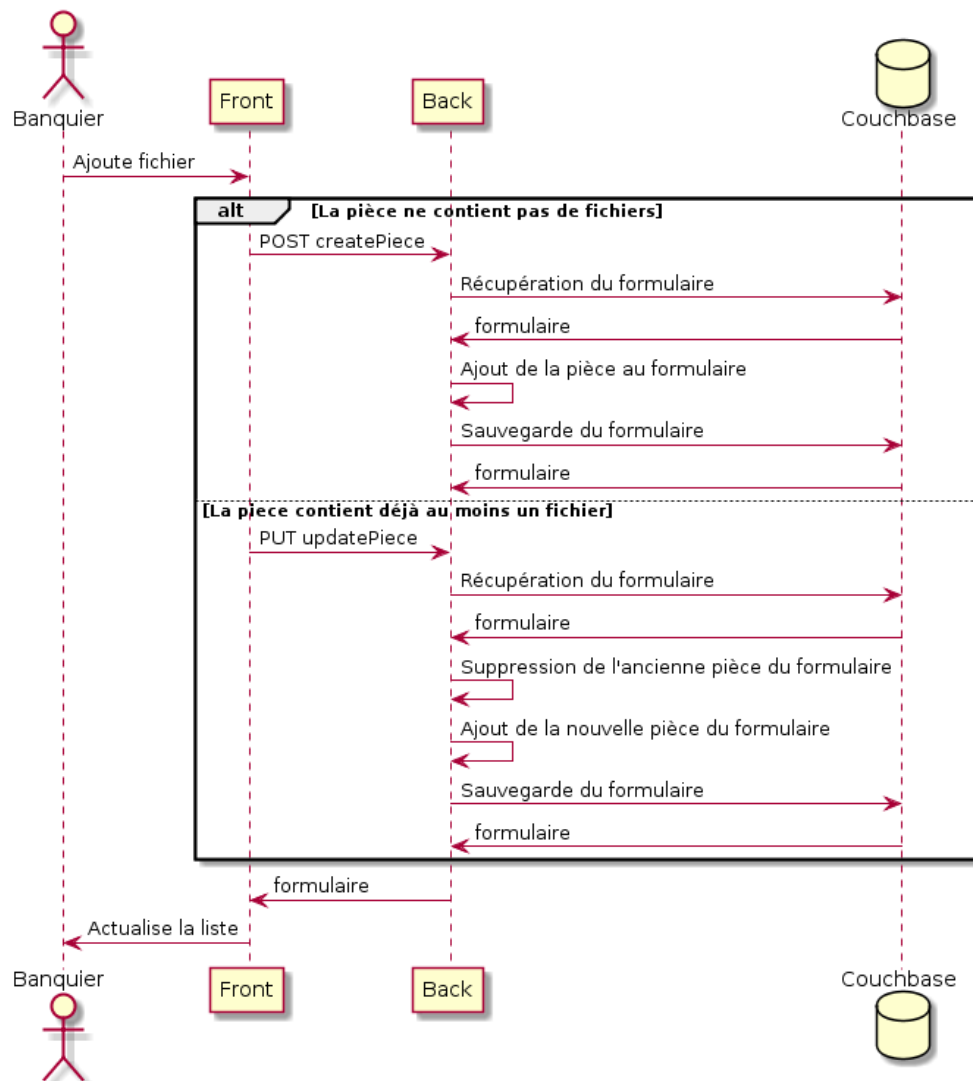 Banquier
Front
Back
Couchbase
Ajoute fichier
alt
[La pièce ne contient pas de fichiers]
POST createPiece
Récupération du formulaire
formulaire
Ajout de la pièce au formulaire
Sauvegarde du formulaire
formulaire
[La piece contient déjà au moins un fichier]
PUT updatePiece
Récupération du formulaire
formulaire
Suppression de l'ancienne pièce du formulaire
Ajout de la nouvelle pièce du formulaire
Sauvegarde du formulaire
formulaire
formulaire
Actualise la liste
Banquier
Front
Back
Couchbase